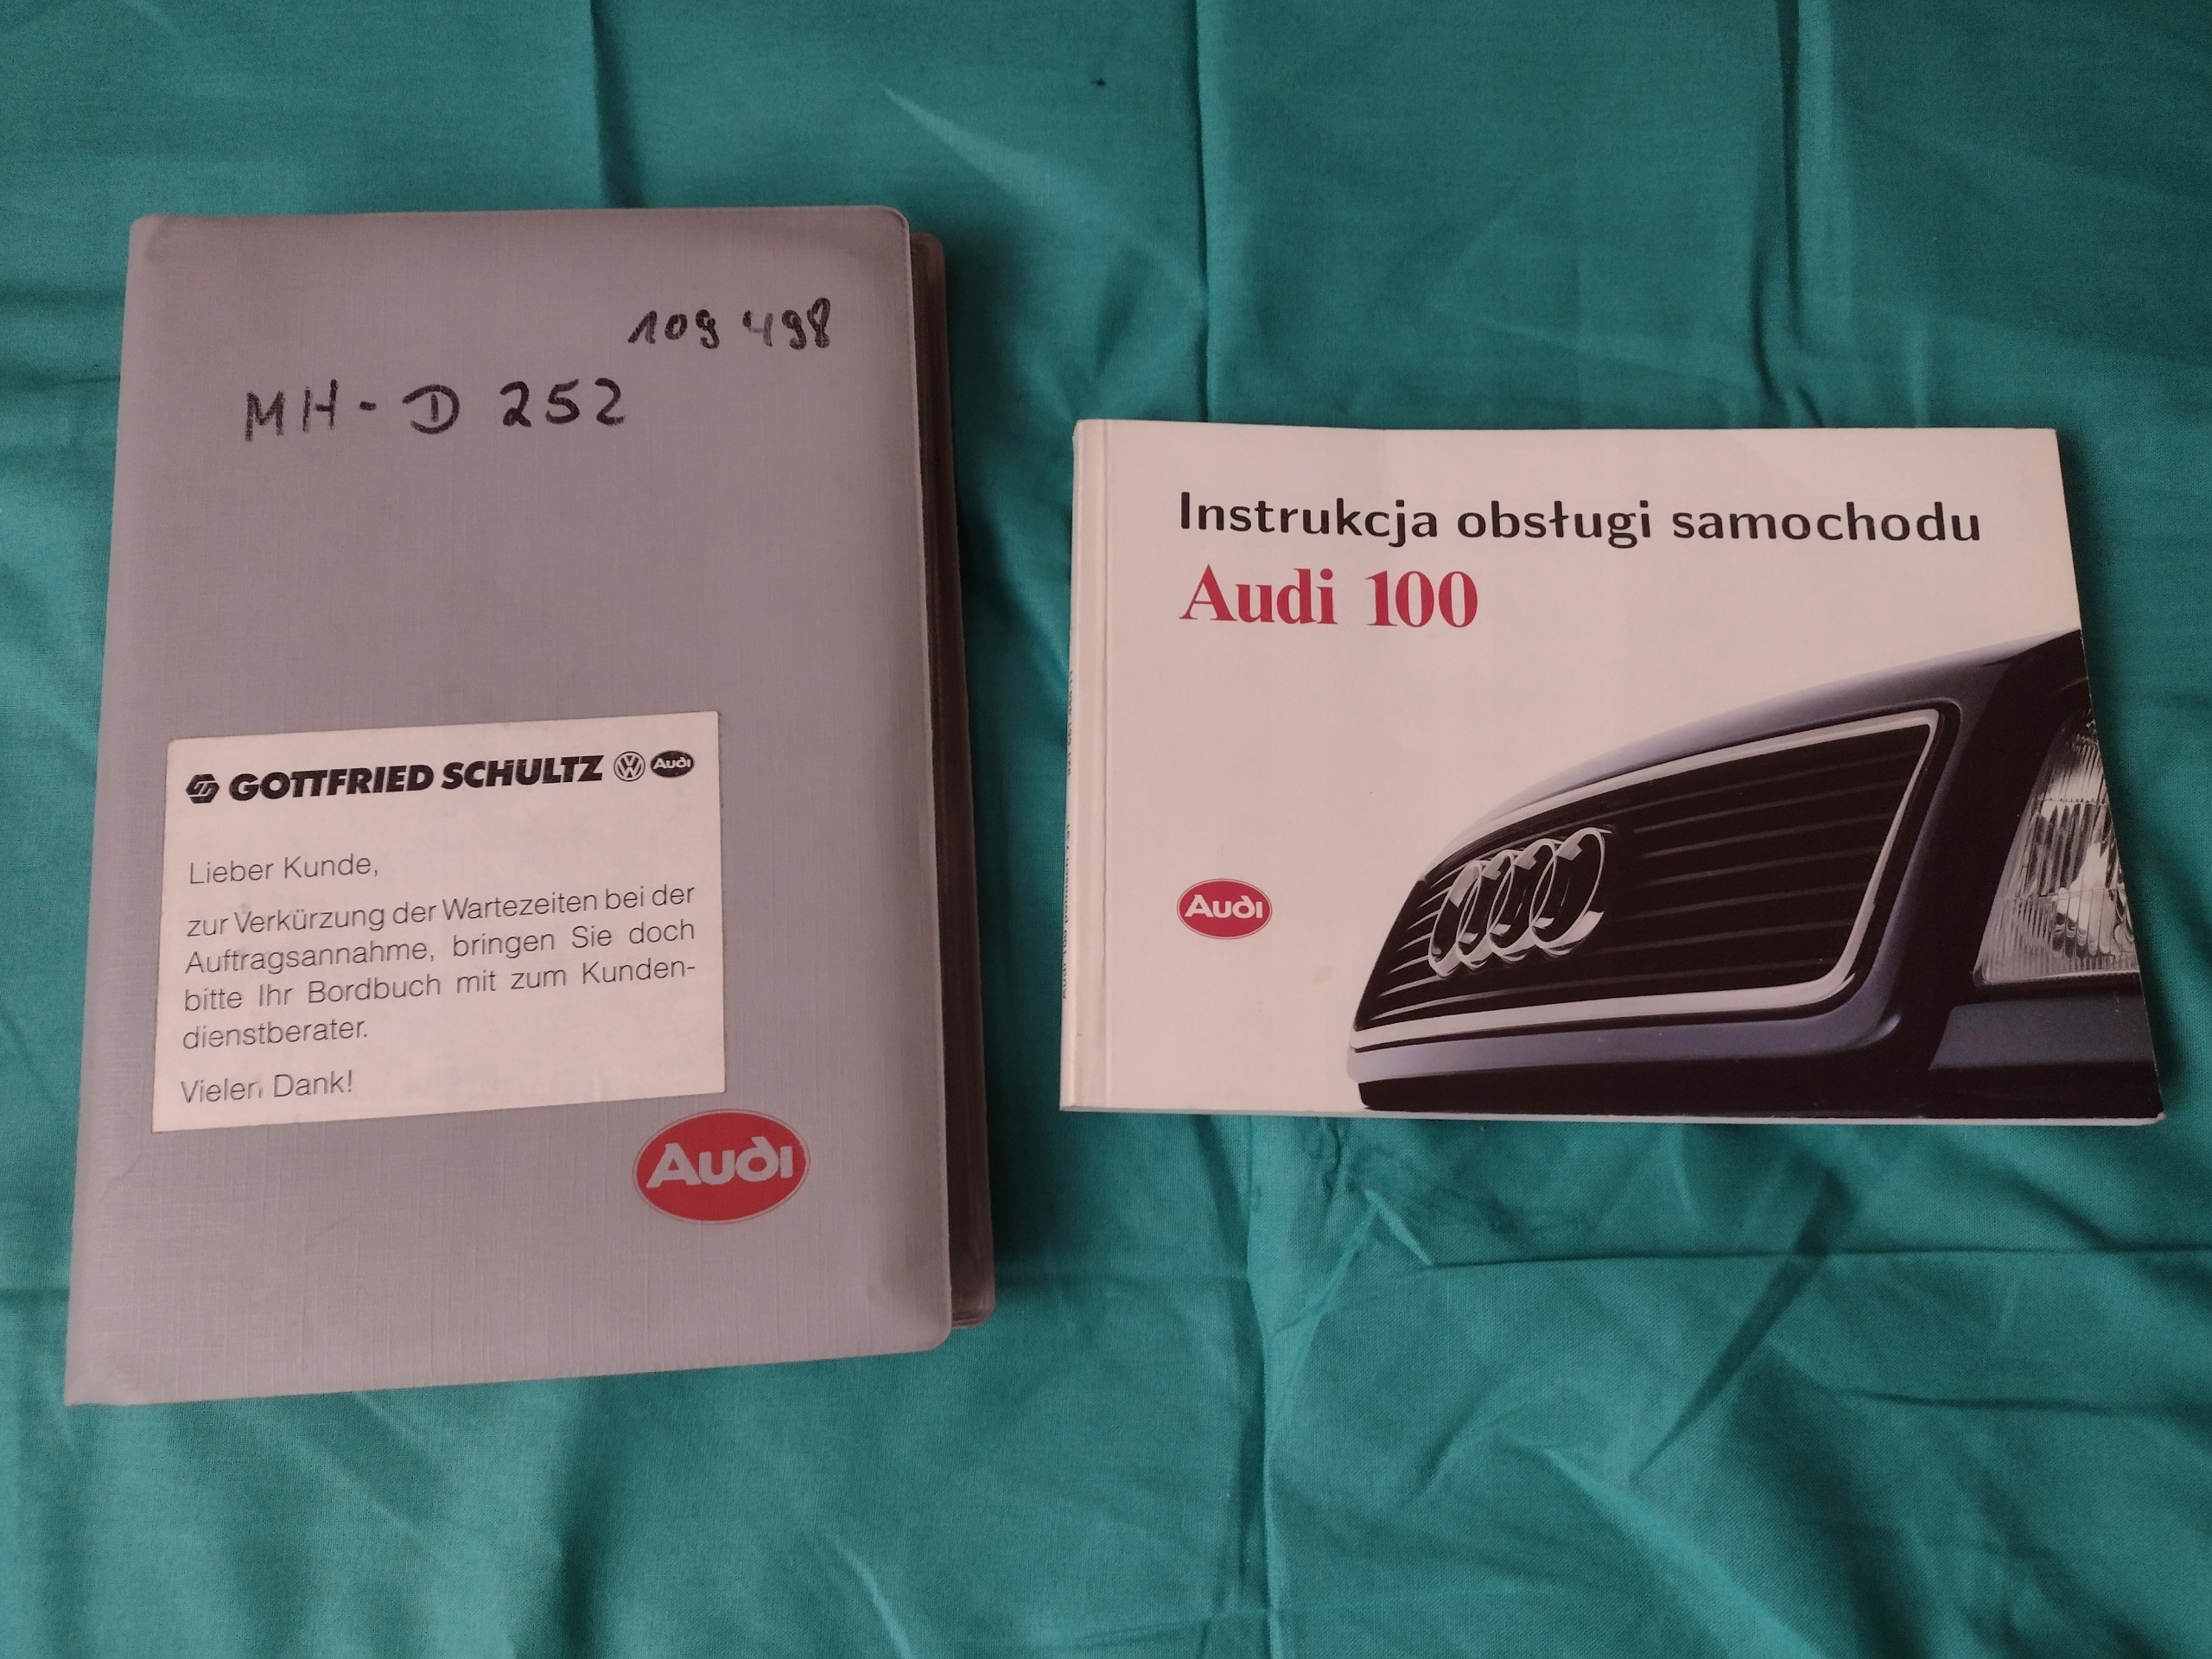 109 498
MH-D 252
GOTTFRIED SCHULTZ
VW
Audi
Lieber Kunde,
zur Verkürzung der Wartezeiten bei der
Auftragsannahme, bringen Sie doch
bitte Ihr Bordbuch mit zum Kunden-
dienstberater.
Vielen Dank!
Audi
Instrukcja obsługi samochodu
Audi 100
Audi